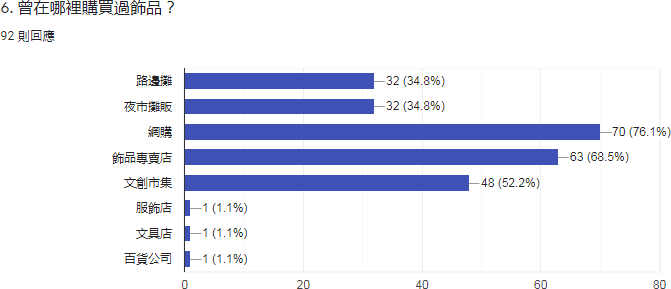 6. 曾在哪裡購買過飾品？
92 則回應
路邊攤 32 (34.8%)
夜市攤販 32 (34.8%)
網購 70 (76.1%)
飾品專賣店 63 (68.5%)
文創市集 48 (52.2%)
服飾店 1 (1.1%)
文具店 1 (1.1%)
百貨公司 1 (1.1%)
0 20 40 60 80